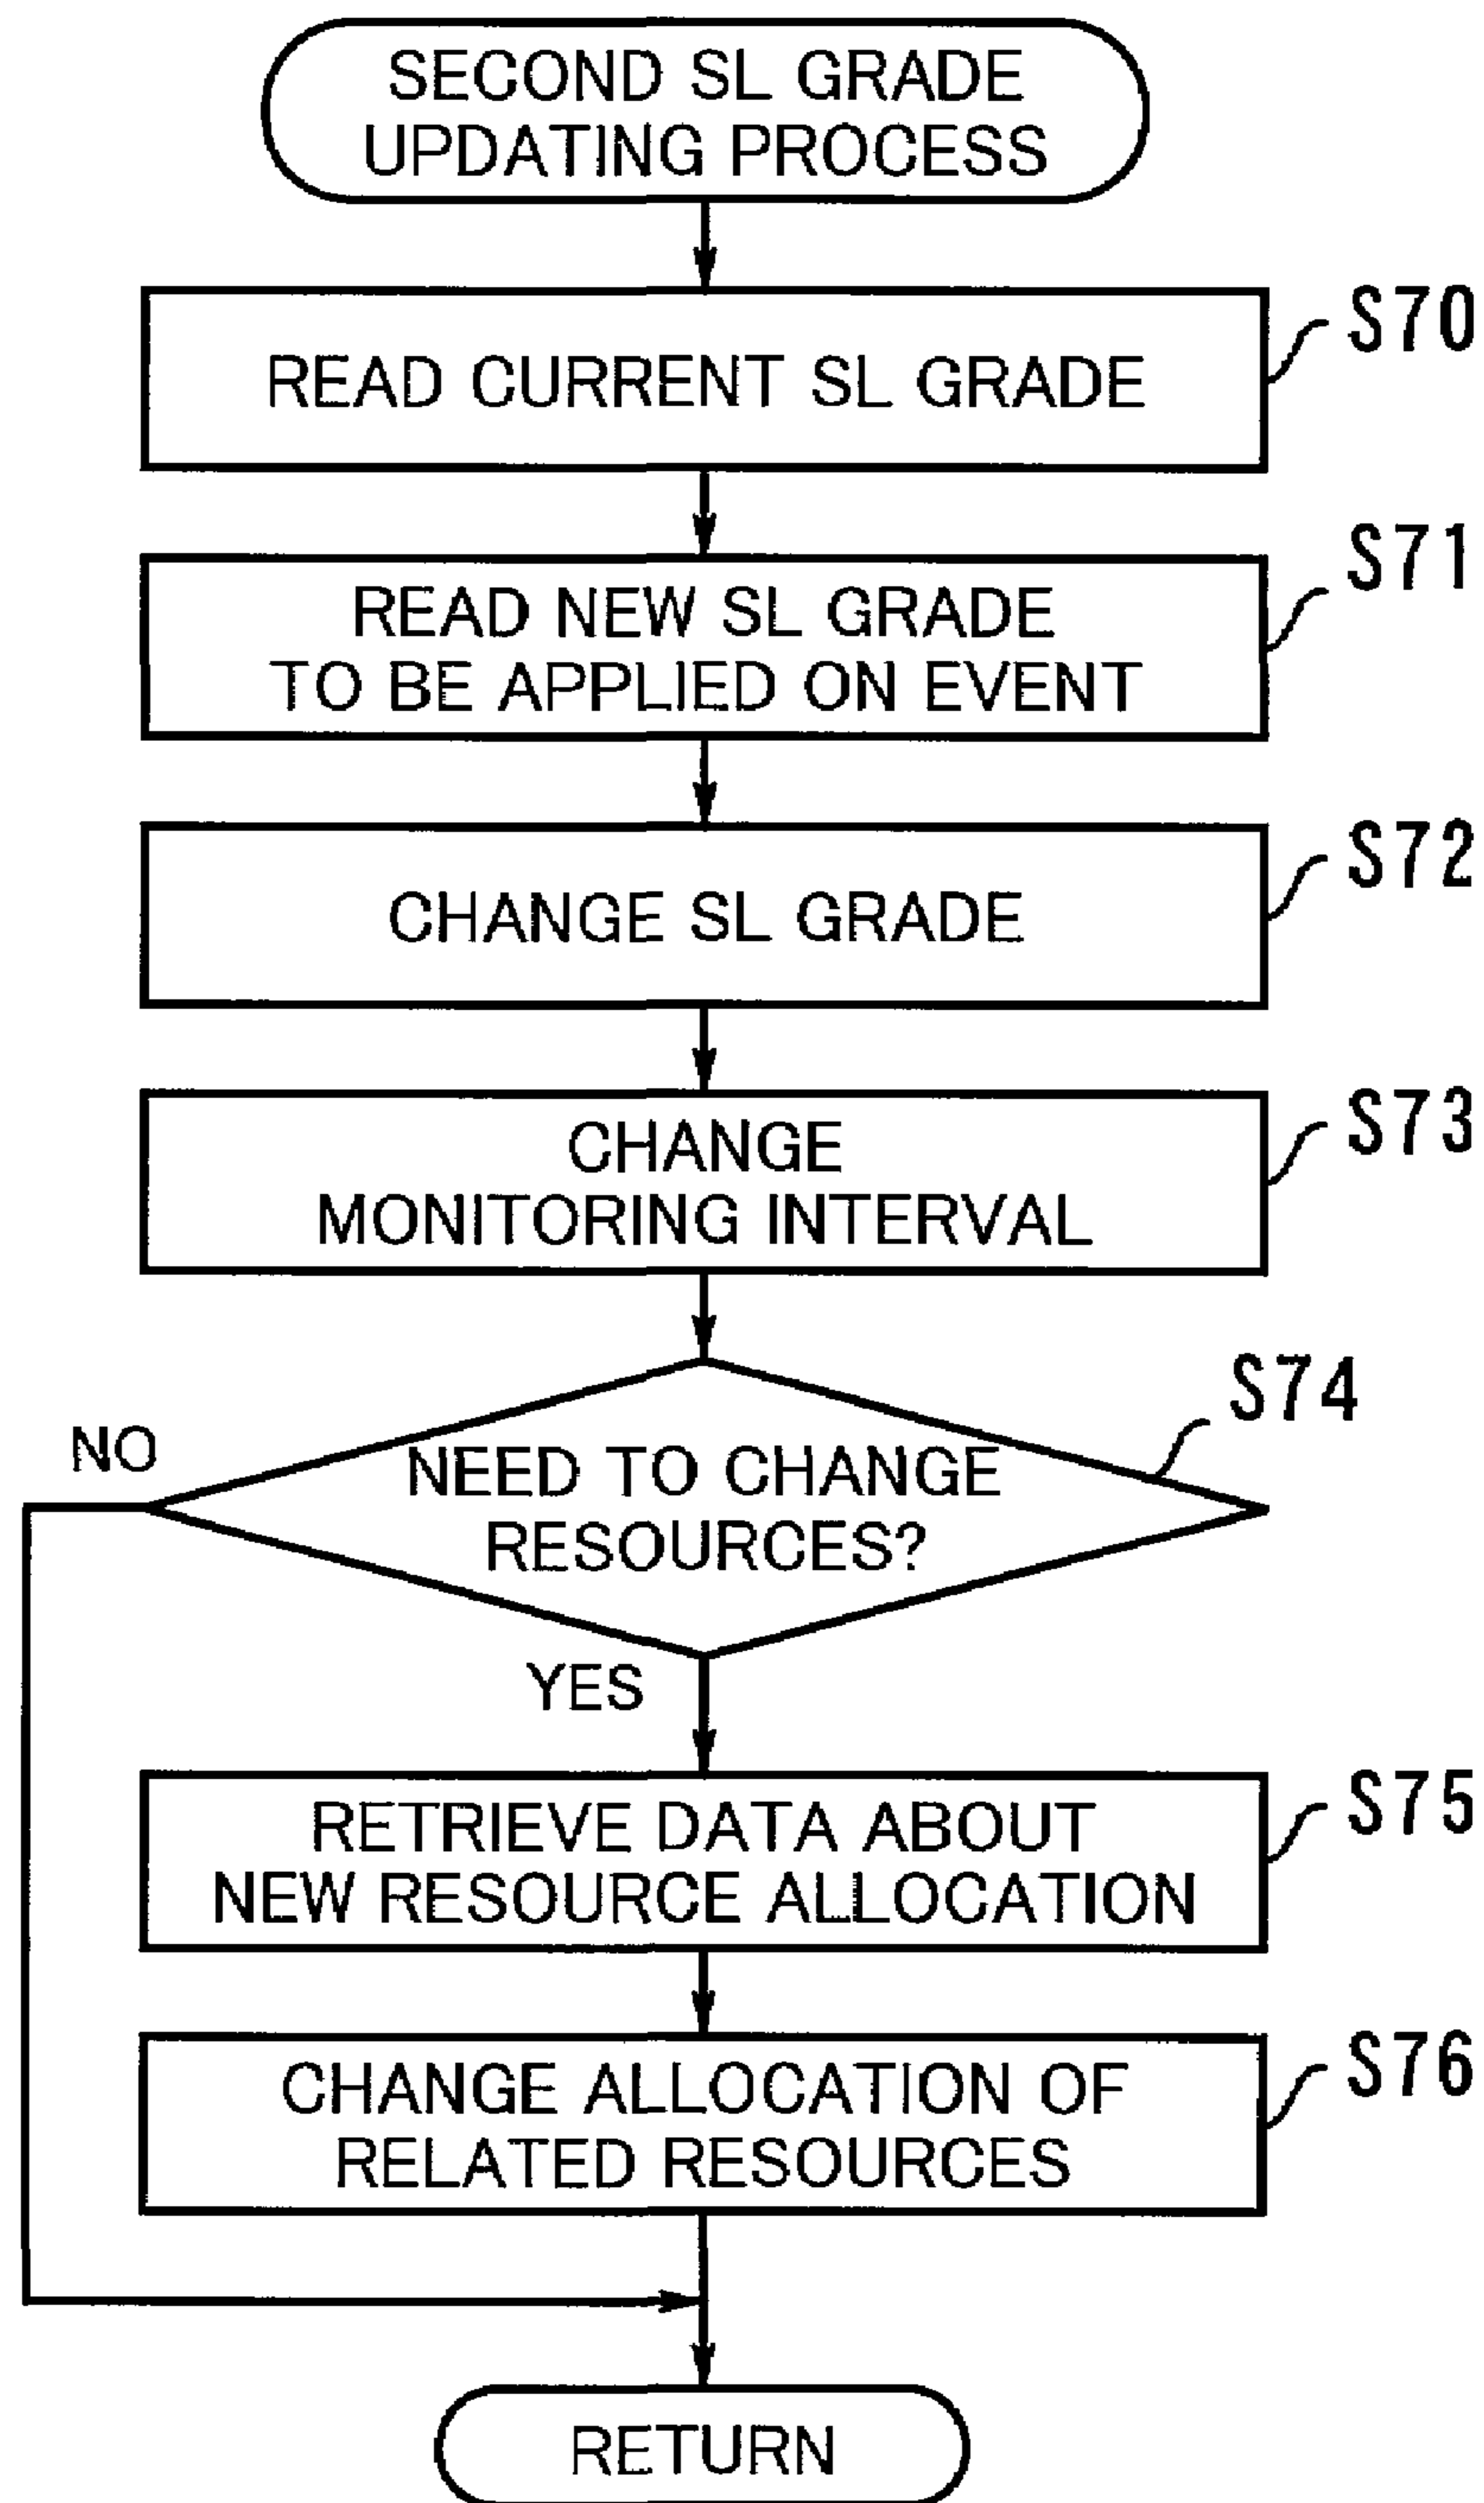 SECOND SL GRADE
UPDATING PROCESS
READ CURRENT SL GRADE
S70
READ NEW SL GRADE
TO BE APPLIED ON EVENT
S71
CHANGE SL GRADE
S72
CHANGE
MONITORING INTERVAL
S73
NEED TO CHANGE
RESOURCES?
S74
NO
YES
RETRIEVE DATA ABOUT
NEW RESOURCE ALLOCATION
S75
CHANGE ALLOCATION OF
RELATED RESOURCES
S76
RETURN